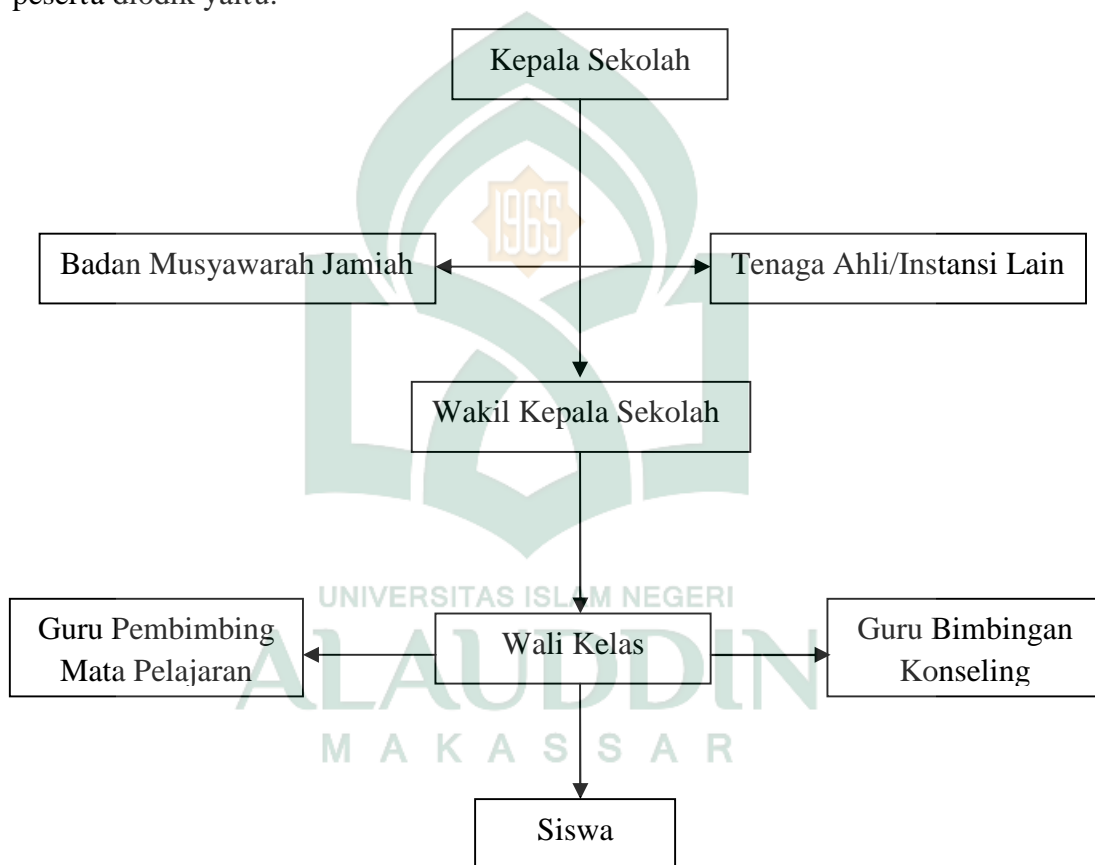 peserta didik yaitu:
Kepala Sekolah
1965
Badan Musyawarah Jamiah
Tenaga Ahli/Instansi Lain
Wakil Kepala Sekolah
UNIVERSITAS ISLAM NEGERI
Guru Pembimbing
Mata Pelajaran
Wali Kelas
Guru Bimbingan
Konseling
ALAUDDIN
MAKASSAR
Siswa